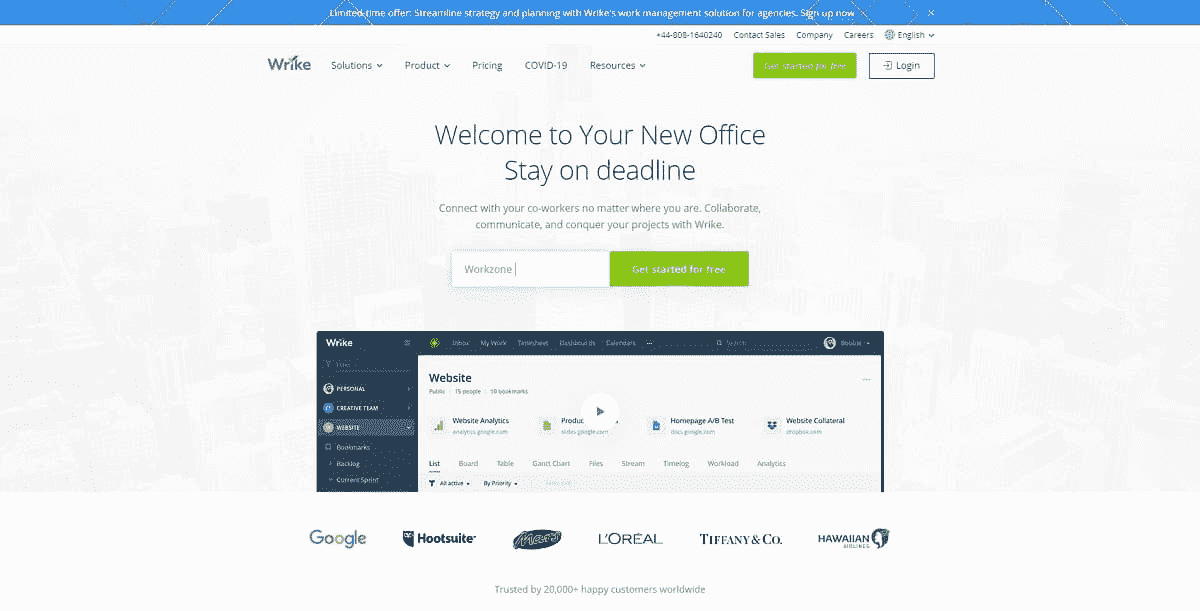 Limited-time offer: Streamline strategy and planning with Wrike's work management solution for agencies. Sign up now ×
+44-808-1640240 Contact Sales Company Careers English
Wrike Solutions Product Pricing COVID-19 Resources Get started for free Login
Welcome to Your New Office
Stay on deadline
Connect with your co-workers no matter where you are. Collaborate,
communicate, and conquer your projects with Wrike.
Workzone Get started for free
Wrike Inbox My Work Timesheet Dashboards Calendars ... Search
PERSONAL
CREATIVE TEAM
WEBSITE
Bookmarks
Backlog
Current Sprint
Website
Public 15 people 10 bookmarks
Website Analytics Produc Homepage A/B Test Website Collateral
analytics.google.com slides.google.com docs.google.com dropbox.com
List Board Table Gantt Chart Files Stream Timelog Workload Analytics
All active By Priority
Google Hootsuite Mars L'ORÉAL TIFFANY & CO. HAWAIIAN AIRLINES
Trusted by 20,000+ happy customers worldwide